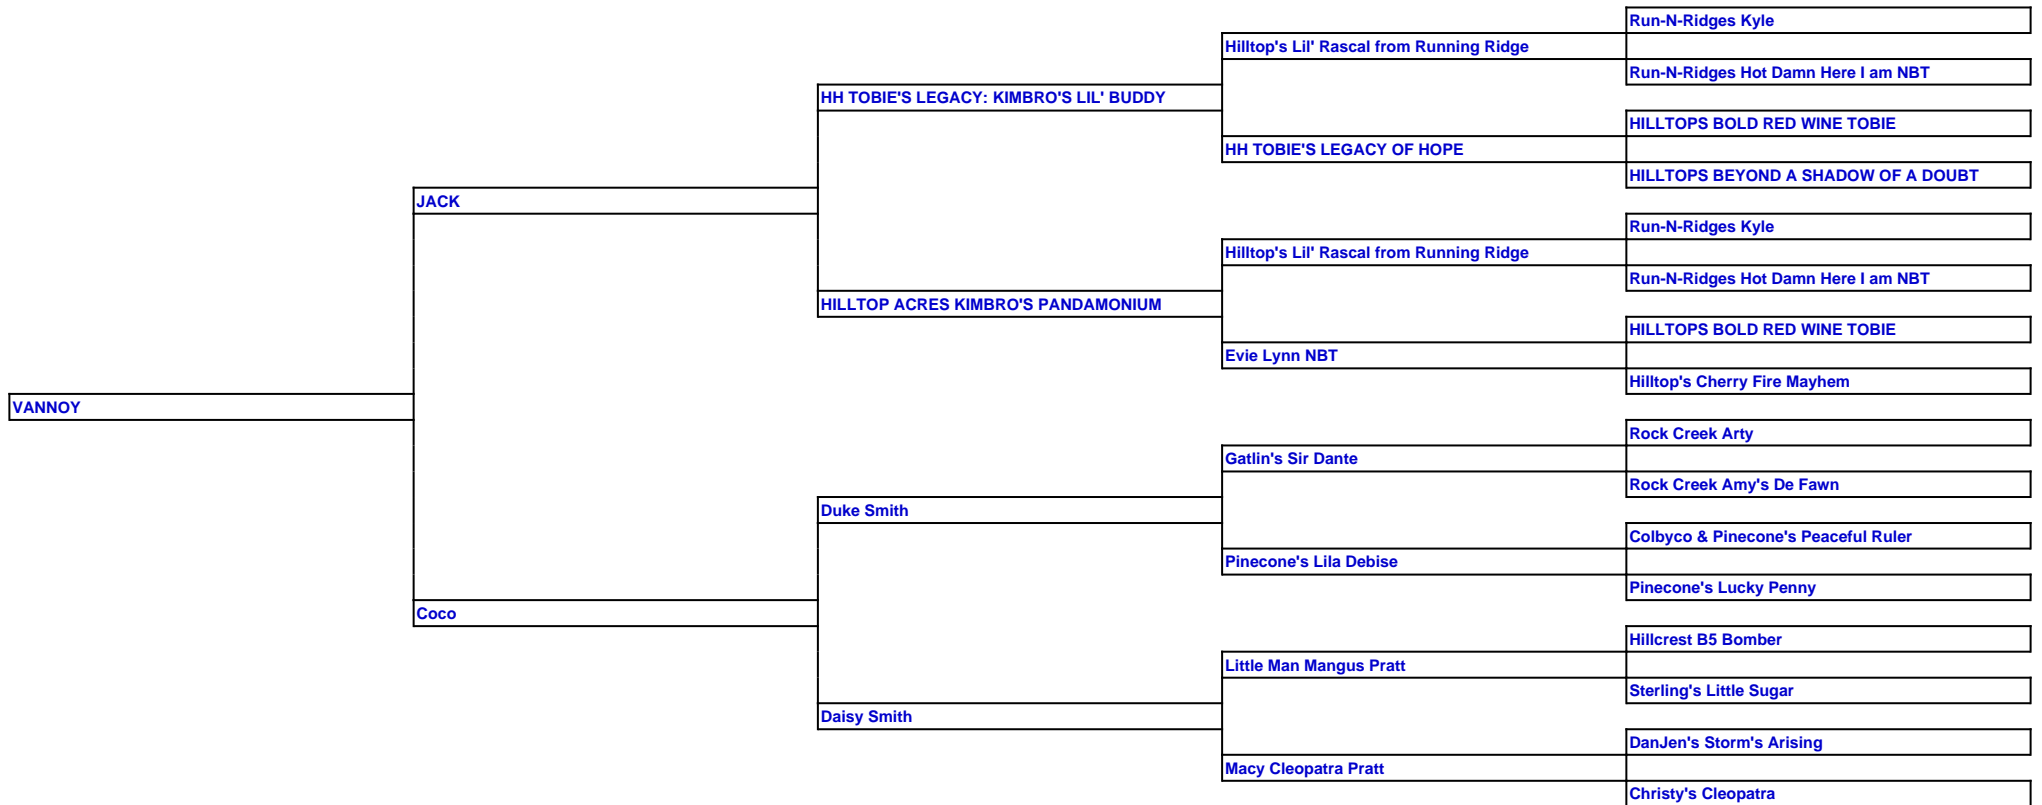 Run-N-Ridges Kyle
Hilltop's Lil' Rascal from Running Ridge
Run-N-Ridges Hot Damn Here I am NBT
HH TOBIE'S LEGACY: KIMBRO'S LIL' BUDDY
HILLTOPS BOLD RED WINE TOBIE
HH TOBIE'S LEGACY OF HOPE
HILLTOPS BEYOND A SHADOW OF A DOUBT
JACK
Run-N-Ridges Kyle
Hilltop's Lil' Rascal from Running Ridge
Run-N-Ridges Hot Damn Here I am NBT
HILLTOP ACRES KIMBRO'S PANDAMONIUM
HILLTOPS BOLD RED WINE TOBIE
Evie Lynn NBT
Hilltop's Cherry Fire Mayhem
VANNOY
Rock Creek Arty
Gatlin's Sir Dante
Rock Creek Amy's De Fawn
Duke Smith
Colbyco & Pinecone's Peaceful Ruler
Pinecone's Lila Debise
Pinecone's Lucky Penny
Coco
Hillcrest B5 Bomber
Little Man Mangus Pratt
Sterling's Little Sugar
Daisy Smith
DanJen's Storm's Arising
Macy Cleopatra Pratt
Christy's Cleopatra